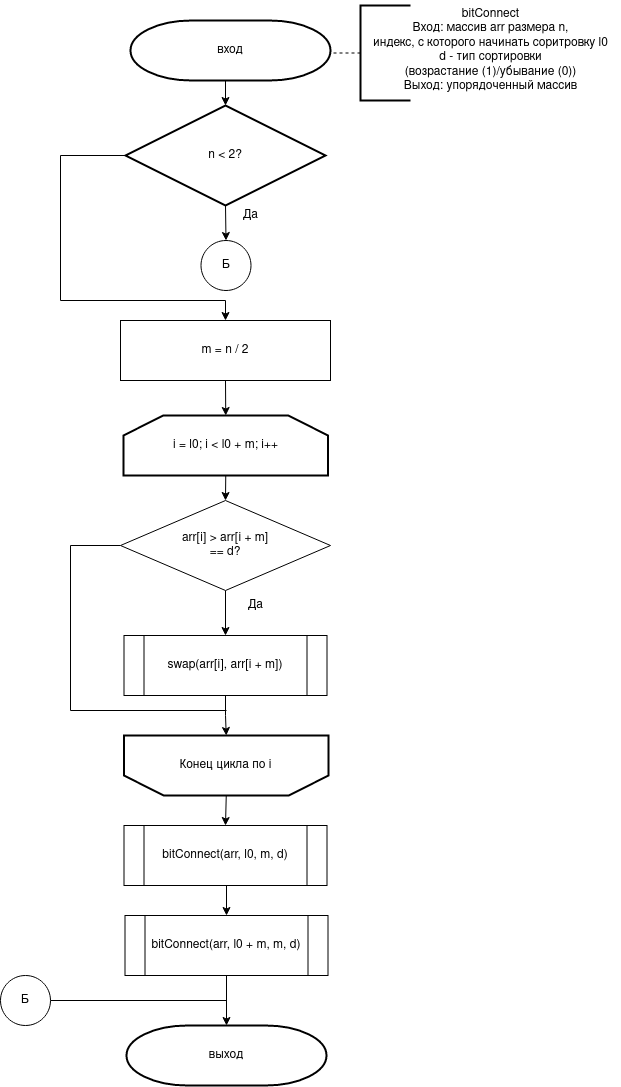 bitConnect
Вход: массив arr размера n,
индекс, с которого начинать соритровку l0
d - тип сортировки
(возрастание (1)/убывание (0))
Выход: упорядоченный массив
вход
n < 2?
Да
Б
m = n / 2
i = l0; i < l0 + m; i++
arr[i] > arr[i + m]
== d?
Да
swap(arr[i], arr[i + m])
Конец цикла по i
bitConnect(arr, l0, m, d)
bitConnect(arr, l0 + m, m, d)
Б
выход